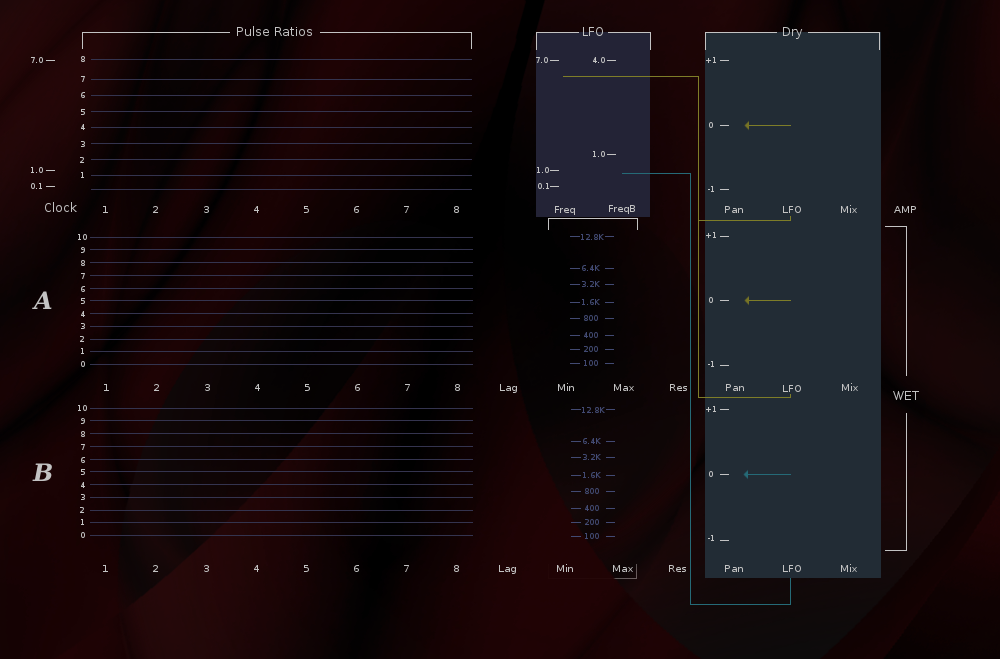 Pulse Ratios LFO Dry
7.0 8 7.0 4.0 +1
7
6
5
4 0
3
2 1.0
1.0 1 1.0
0.1 0.1 -1
Clock 1 2 3 4 5 6 7 8 Freq FreqB Pan LFO Mix AMP
10 12.8K +1
9
8 6.4K
7 3.2K
6
A 5 1.6K 0
4 800
3 400
2 200
1 100
0 -1
1 2 3 4 5 6 7 8 Lag Min Max Res Pan LFO Mix
WET
10 12.8K +1
9
8 6.4K
7 3.2K
6
B 5 1.6K 0
4 800
3 400
2 200
1 100
0 -1
1 2 3 4 5 6 7 8 Lag Min Max Res Pan LFO Mix